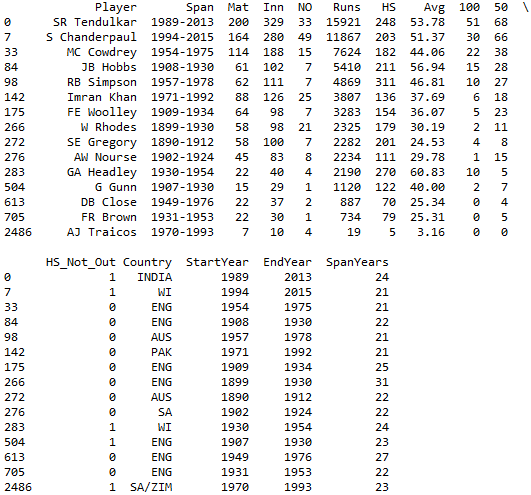 Player Span Mat Inn NO Runs HS Avg 100 50 \
0 SR Tendulkar 1989-2013 200 329 33 15921 248 53.78 51 68
7 S Chanderpaul 1994-2015 164 280 49 11867 203 51.37 30 66
33 MC Cowdrey 1954-1975 114 188 15 7624 182 44.06 22 38
84 JB Hobbs 1908-1930 61 102 7 5410 211 56.94 15 28
98 RB Simpson 1957-1978 62 111 7 4869 311 46.81 10 27
142 Imran Khan 1971-1992 88 126 25 3807 136 37.69 6 18
175 FE Woolley 1909-1934 64 98 7 3283 154 36.07 5 23
266 W Rhodes 1899-1930 58 98 21 2325 179 30.19 2 11
272 SE Gregory 1890-1912 58 100 7 2282 201 24.53 4 8
276 AW Nourse 1902-1924 45 83 8 2234 111 29.78 1 15
283 GA Headley 1930-1954 22 40 4 2190 270 60.83 10 5
504 G Gunn 1907-1930 15 29 1 1120 122 40.00 2 7
613 DB Close 1949-1976 22 37 2 887 70 25.34 0 4
705 FR Brown 1931-1953 22 30 1 734 79 25.31 0 5
2486 AJ Traicos 1970-1993 7 10 4 19 5 3.16 0 0
HS_Not_Out Country StartYear EndYear SpanYears
0 1 INDIA 1989 2013 24
7 1 WI 1994 2015 21
33 0 ENG 1954 1975 21
84 0 ENG 1908 1930 22
98 0 AUS 1957 1978 21
142 0 PAK 1971 1992 21
175 0 ENG 1909 1934 25
266 0 ENG 1899 1930 31
272 0 AUS 1890 1912 22
276 0 SA 1902 1924 22
283 1 WI 1930 1954 24
504 1 ENG 1907 1930 23
613 0 ENG 1949 1976 27
705 0 ENG 1931 1953 22
2486 1 SA/ZIM 1970 1993 23